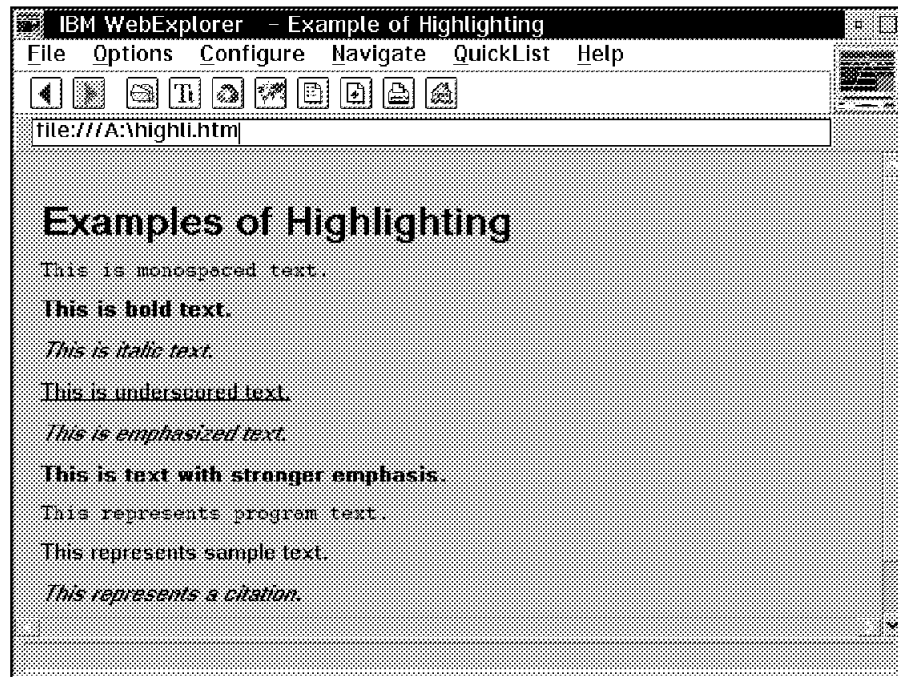 IBM WebExplorer - Example of Highlighting
File Options Configure Navigate QuickList Help
file:///A:\highli.htm
Examples of Highlighting
This is monospaced text.
This is bold text.
This is italic text.
This is underscored text.
This is emphasized text.
This is text with stronger emphasis.
This represents program text.
This represents sample text.
This represents a citation.